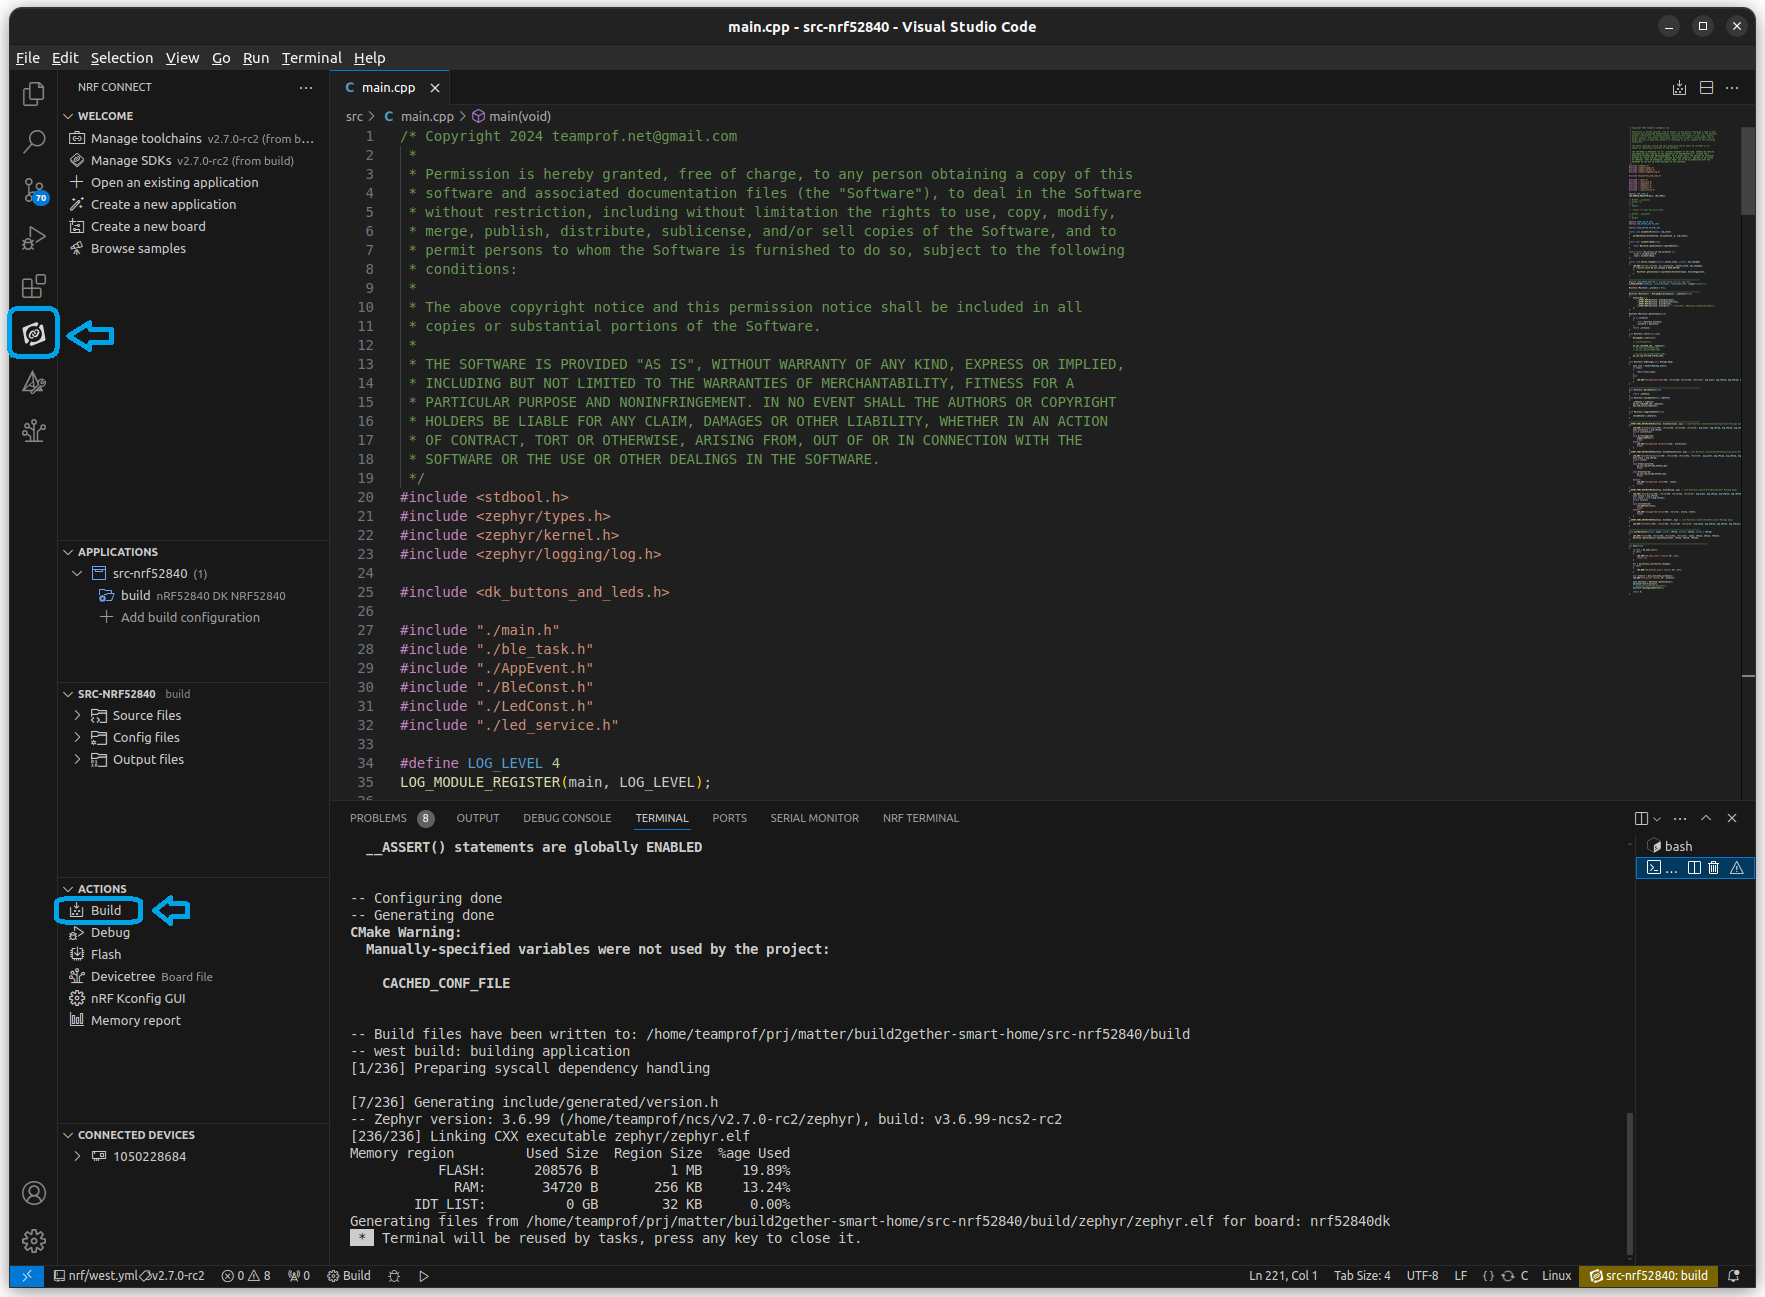 main.cpp - src-nrf52840 - Visual Studio Code
File Edit Selection View Go Run Terminal Help
NRF CONNECT
WELCOME
Manage toolchains v2.7.0-rc2 (from b...
Manage SDKs v2.7.0-rc2 (from build)
Open an existing application
Create a new application
Create a new board
Browse samples
70
APPLICATIONS
src-nrf52840 (1)
build nRF52840 DK NRF52840
Add build configuration
SRC-NRF52840 build
Source files
Config files
Output files
ACTIONS
Build
Debug
Flash
Devicetree Board file
nRF Kconfig GUI
Memory report
CONNECTED DEVICES
1050228684
C main.cpp
src > C main.cpp > main(void)
1 /* Copyright 2024 teamprof.net@gmail.com
2 *
3 * Permission is hereby granted, free of charge, to any person obtaining a copy of this
4 * software and associated documentation files (the "Software"), to deal in the Software
5 * without restriction, including without limitation the rights to use, copy, modify,
6 * merge, publish, distribute, sublicense, and/or sell copies of the Software, and to
7 * permit persons to whom the Software is furnished to do so, subject to the following
8 * conditions:
9 *
10 * The above copyright notice and this permission notice shall be included in all
11 * copies or substantial portions of the Software.
12 *
13 * THE SOFTWARE IS PROVIDED "AS IS", WITHOUT WARRANTY OF ANY KIND, EXPRESS OR IMPLIED,
14 * INCLUDING BUT NOT LIMITED TO THE WARRANTIES OF MERCHANTABILITY, FITNESS FOR A
15 * PARTICULAR PURPOSE AND NONINFRINGEMENT. IN NO EVENT SHALL THE AUTHORS OR COPYRIGHT
16 * HOLDERS BE LIABLE FOR ANY CLAIM, DAMAGES OR OTHER LIABILITY, WHETHER IN AN ACTION
17 * OF CONTRACT, TORT OR OTHERWISE, ARISING FROM, OUT OF OR IN CONNECTION WITH THE
18 * SOFTWARE OR THE USE OR OTHER DEALINGS IN THE SOFTWARE.
19 */
20 #include <stdbool.h>
21 #include <zephyr/types.h>
22 #include <zephyr/kernel.h>
23 #include <zephyr/logging/log.h>
24
25 #include <dk_buttons_and_leds.h>
26
27 #include "./main.h"
28 #include "./ble_task.h"
29 #include "./AppEvent.h"
30 #include "./BleConst.h"
31 #include "./LedConst.h"
32 #include "./led_service.h"
33
34 #define LOG_LEVEL 4
35 LOG_MODULE_REGISTER(main, LOG_LEVEL);
36
PROBLEMS 8 OUTPUT DEBUG CONSOLE TERMINAL PORTS SERIAL MONITOR NRF TERMINAL
__ASSERT() statements are globally ENABLED
-- Configuring done
-- Generating done
CMake Warning:
Manually-specified variables were not used by the project:
CACHED_CONF_FILE
-- Build files have been written to: /home/teamprof/prj/matter/build2gether-smart-home/src-nrf52840/build
-- west build: building application
[1/236] Preparing syscall dependency handling
[7/236] Generating include/generated/version.h
-- Zephyr version: 3.6.99 (/home/teamprof/ncs/v2.7.0-rc2/zephyr), build: v3.6.99-ncs2-rc2
[236/236] Linking CXX executable zephyr/zephyr.elf
Memory region Used Size Region Size %age Used
FLASH: 208576 B 1 MB 19.89%
RAM: 34720 B 256 KB 13.24%
IDT_LIST: 0 GB 32 KB 0.00%
Generating files from /home/teamprof/prj/matter/build2gether-smart-home/src-nrf52840/build/zephyr/zephyr.elf for board: nrf52840dk
* Terminal will be reused by tasks, press any key to close it.
bash
...
nrf/west.yml v2.7.0-rc2 0 8 0 Build
Ln 221, Col 1 Tab Size: 4 UTF-8 LF {} C Linux src-nrf52840: build